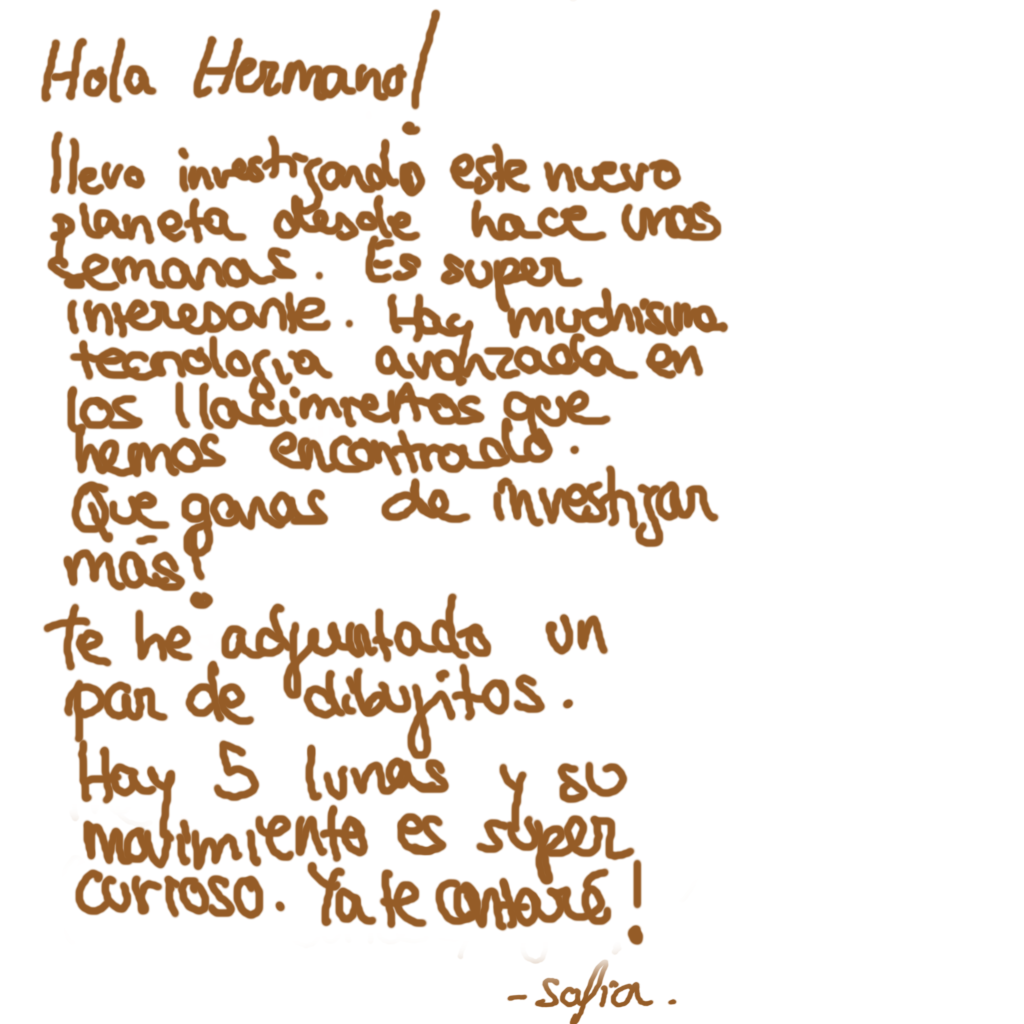 Hola Hermano!
llevo investigando este nuevo
planeta desde hace unas
semanas. Es super
interesante. Hay muchisima
tecnología avanzada en
los llacimientos que
hemos encontrado.
Que ganas de investigar
más!
te he adjuntado un
par de dibujitos.
Hay 5 lunas y su
movimiento es super
curioso. Ya te contaré!
- Sofia.